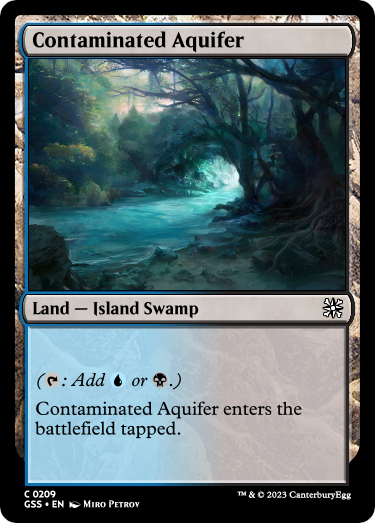 Contaminated Aquifer
Land — Island Swamp
(: Add or .)
Contaminated Aquifer enters the
battlefield tapped.
C 0209
GSS • EN Miro Petrov
™ & © 2023 CanterburyEgg